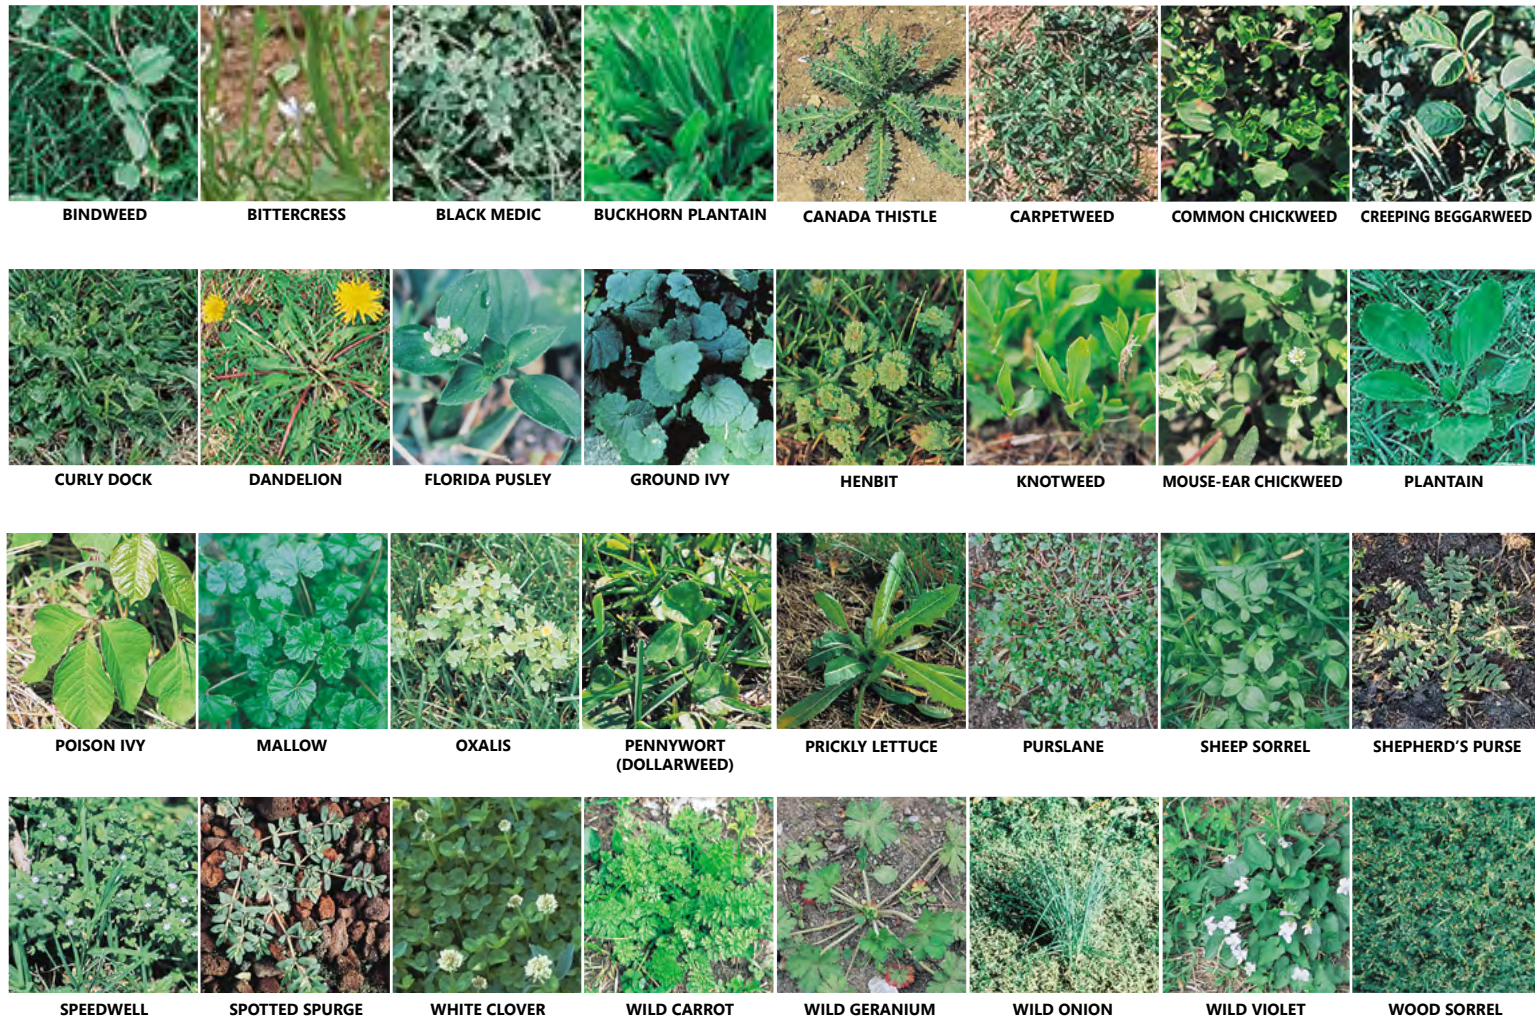 BINDWEED
BITTERCRESS
BLACK MEDIC
BUCKHORN PLANTAIN
CANADA THISTLE
CARPETWEED
COMMON CHICKWEED
CREEPING BEGGARWEED
CURLY DOCK
DANDELION
FLORIDA PUSLEY
GROUND IVY
HENBIT
KNOTWEED
MOUSE-EAR CHICKWEED
PLANTAIN
POISON IVY
MALLOW
OXALIS
PENNYWORT
(DOLLARWEED)
PRICKLY LETTUCE
PURSLANE
SHEEP SORREL
SHEPHERD’S PURSE
SPEEDWELL
SPOTTED SPURGE
WHITE CLOVER
WILD CARROT
WILD GERANIUM
WILD ONION
WILD VIOLET
WOOD SORREL